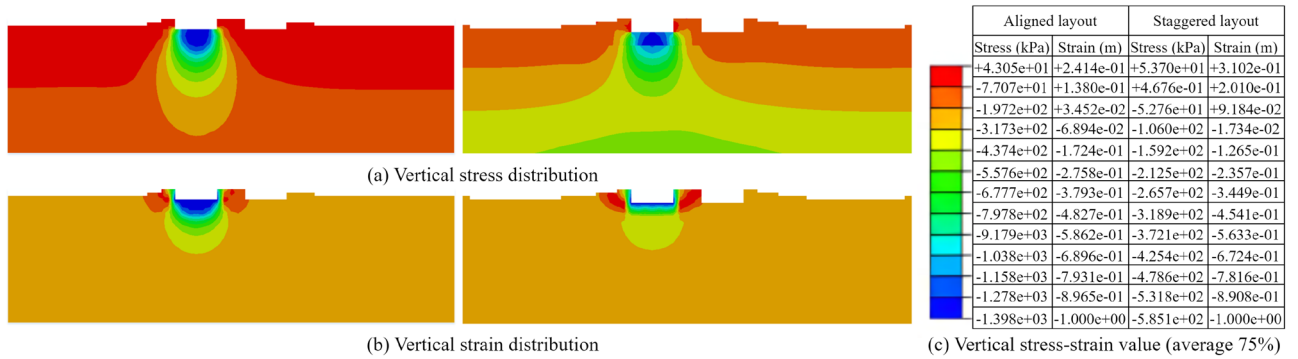 Aligned layout Staggered layout
Stress (kPa) Strain (m) Stress (kPa) Strain (m)
+4.305e+01 +2.414e-01 +5.370e+01 +3.102e-01
-7.707e+01 +1.380e-01 +4.676e-01 +2.010e-01
-1.972e+02 +3.452e-02 -5.276e+01 +9.184e-02
-3.173e+02 -6.894e-02 -1.060e+02 -1.734e-02
-4.374e+02 -1.724e-01 -1.592e+02 -1.265e-01
-5.576e+02 -2.758e-01 -2.125e+02 -2.357e-01
-6.777e+02 -3.793e-01 -2.657e+02 -3.449e-01
-7.978e+02 -4.827e-01 -3.189e+02 -4.541e-01
-9.179e+03 -5.862e-01 -3.721e+02 -5.633e-01
-1.038e+03 -6.896e-01 -4.254e+02 -6.724e-01
-1.158e+03 -7.931e-01 -4.786e+02 -7.816e-01
-1.278e+03 -8.965e-01 -5.318e+02 -8.908e-01
-1.398e+03 -1.000e+00 -5.851e+02 -1.000e+00
(a) Vertical stress distribution
(b) Vertical strain distribution
(c) Vertical stress-strain value (average 75%)